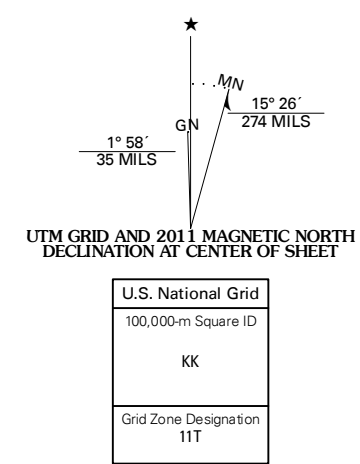 ★
MN
15° 26´
274 MILS
GN
1° 58´
35 MILS
UTM GRID AND 2011 MAGNETIC NORTH
DECLINATION AT CENTER OF SHEET
U.S. National Grid
100,000-m Square ID
KK
Grid Zone Designation
11T